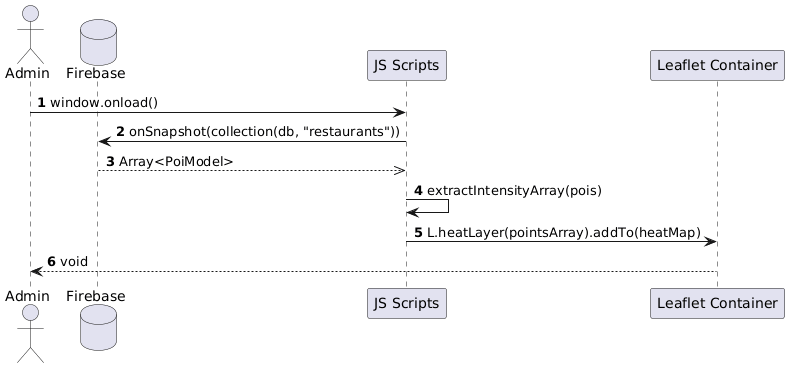 Admin
Firebase
JS Scripts
Leaflet Container
1 window.onload()
2 onSnapshot(collection(db, "restaurants"))
3 Array<PoiModel>
4 extractIntensityArray(pois)
5 L.heatLayer(pointsArray).addTo(heatMap)
6 void
Admin
Firebase
JS Scripts
Leaflet Container